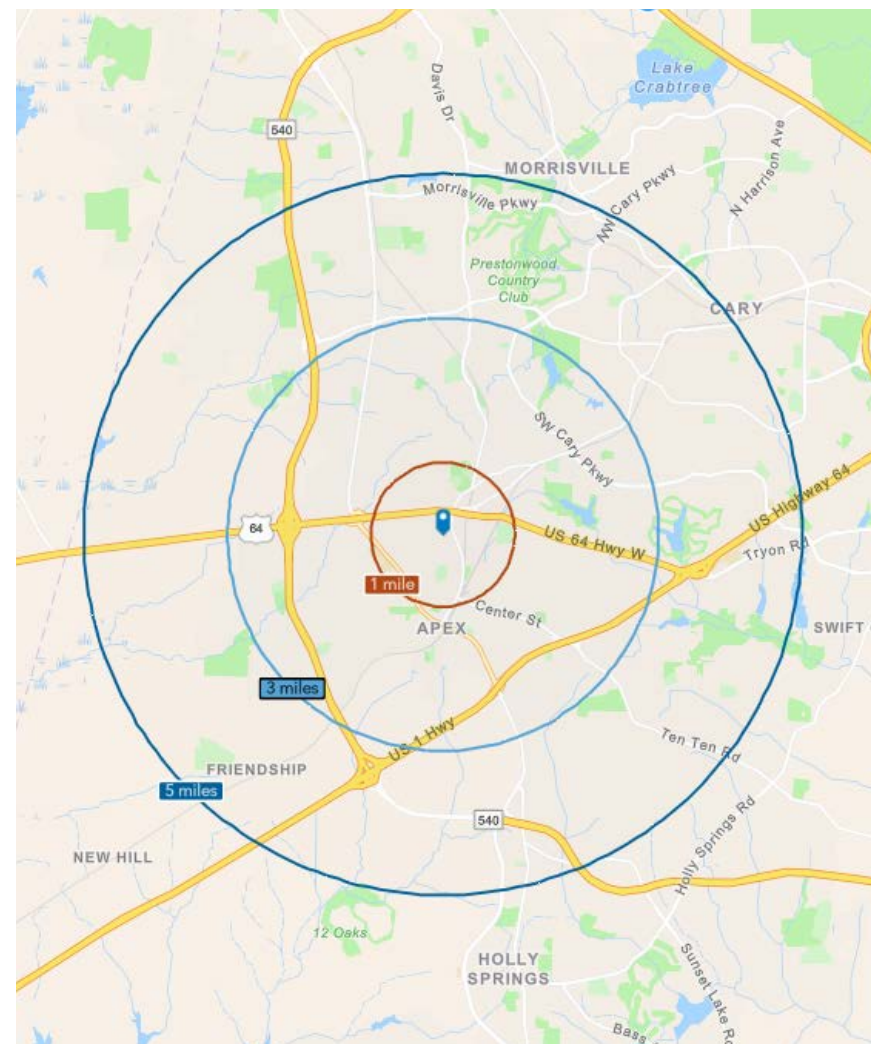 Lake
Crabtree
Davis Dr
540
N Harrison Ave
MORRISVILLE
Morrisville Pkwy
NW Cary Pkwy
Prestonwood
Country
Club
CARY
SW Cary Pkwy
US Highway 64
64
US 64 Hwy W
Tryon Rd
1 mile
Center St
APEX
SWIFT
3 miles
US 1 Hwy
Ten Ten Rd
FRIENDSHIP
5 miles
Holly Springs Rd
540
NEW HILL
12 Oaks
HOLLY
SPRINGS
Sunset Lake Rd
Bass